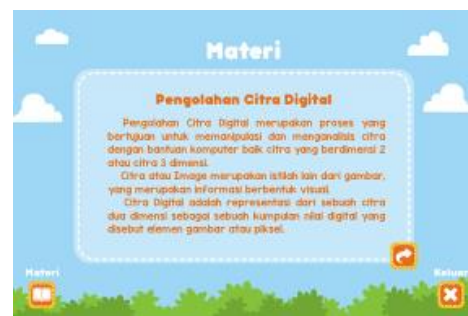 Materi
Pengolahan Citra Digital
Pengolahan Citra Digital merupakan proses yang
bertujuan untuk memanipulasi dan menganalisis citra
dengan bantuan komputer baik citra yang berdimensi 2
atau citra 3 dimensi.
Citra atau Image merupakan istilah lain dari gambar,
yang merupakan informasi berbentuk visual.
Citra Digital adalah representasi dari sebuah citra
dua dimensi sebagai sebuah kumpulan nilai digital yang
disebut elemen gambar atau piksel.
Materi
Keluar